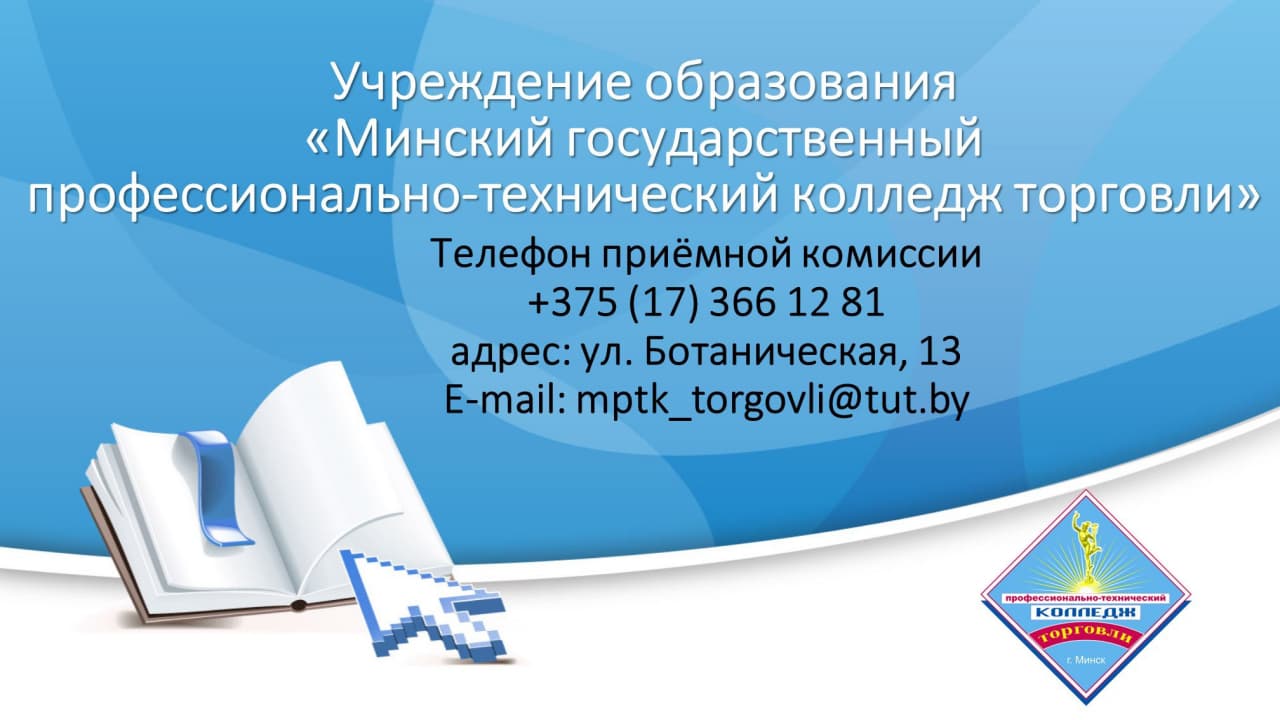 Учреждение образования
«Минский государственный
профессионально-технический колледж торговли»
Телефон приёмной комиссии
+375 (17) 366 12 81
адрес: ул. Ботаническая, 13
E-mail: mptk_torgovli@tut.by
профессионально-технический
КОЛЛЕДЖ
торговли
г. Минск